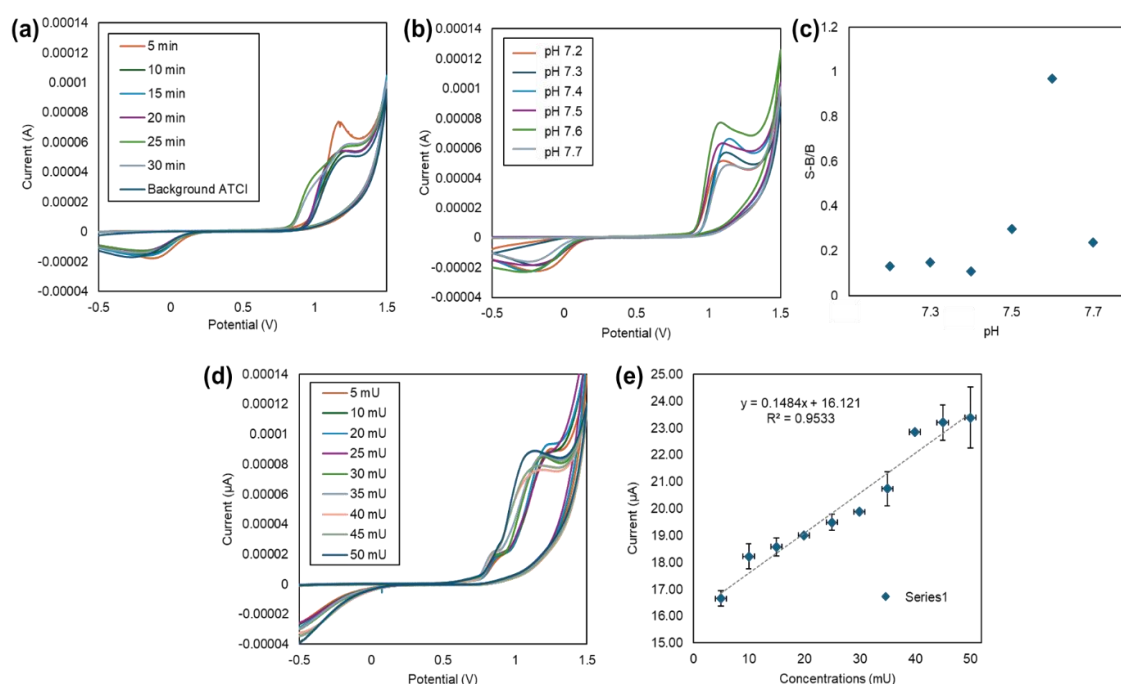 (a)
0.00014
0.00012
0.0001
0.00008
0.00006
0.00004
0.00002
0
-0.00002
-0.00004
Current (A)
5 min
10 min
15 min
20 min
25 min
30 min
Background ATCI
-0.5
0
0.5
1
1.5
Potential (V)
(b)
0.00014
0.00012
0.0001
0.00008
0.00006
0.00004
0.00002
0
-0.00002
-0.00004
Current (A)
pH 7.2
pH 7.3
pH 7.4
pH 7.5
pH 7.6
pH 7.7
-0.5
0
0.5
1
1.5
Potential (V)
(c)
1.2
1
0.8
0.6
0.4
0.2
0
S-B/B
7.3
7.5
7.7
pH
(d)
0.00014
0.00012
0.0001
0.00008
0.00006
0.00004
0.00002
0
-0.00002
-0.00004
Current (µA)
5 mU
10 mU
20 mU
25 mU
30 mU
35 mU
40 mU
45 mU
50 mU
-0.5
0
0.5
1
1.5
Potential (V)
(e)
25.00
24.00
23.00
22.00
21.00
20.00
19.00
18.00
17.00
16.00
15.00
Current (µA)
y = 0.1484x + 16.121
R² = 0.9533
Series1
0
10
20
30
40
50
Concentrations (mU)